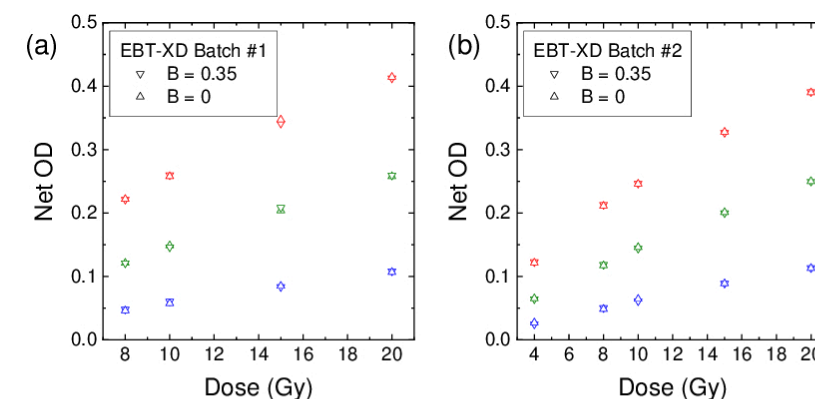 (a)
EBT-XD Batch #1
▽ B = 0.35
△ B = 0
Net OD
0.5
0.4
0.3
0.2
0.1
0.0
8 10 12 14 16 18 20
Dose (Gy)
(b)
EBT-XD Batch #2
▽ B = 0.35
△ B = 0
Net OD
0.5
0.4
0.3
0.2
0.1
0.0
4 6 8 10 12 14 16 18 20
Dose (Gy)